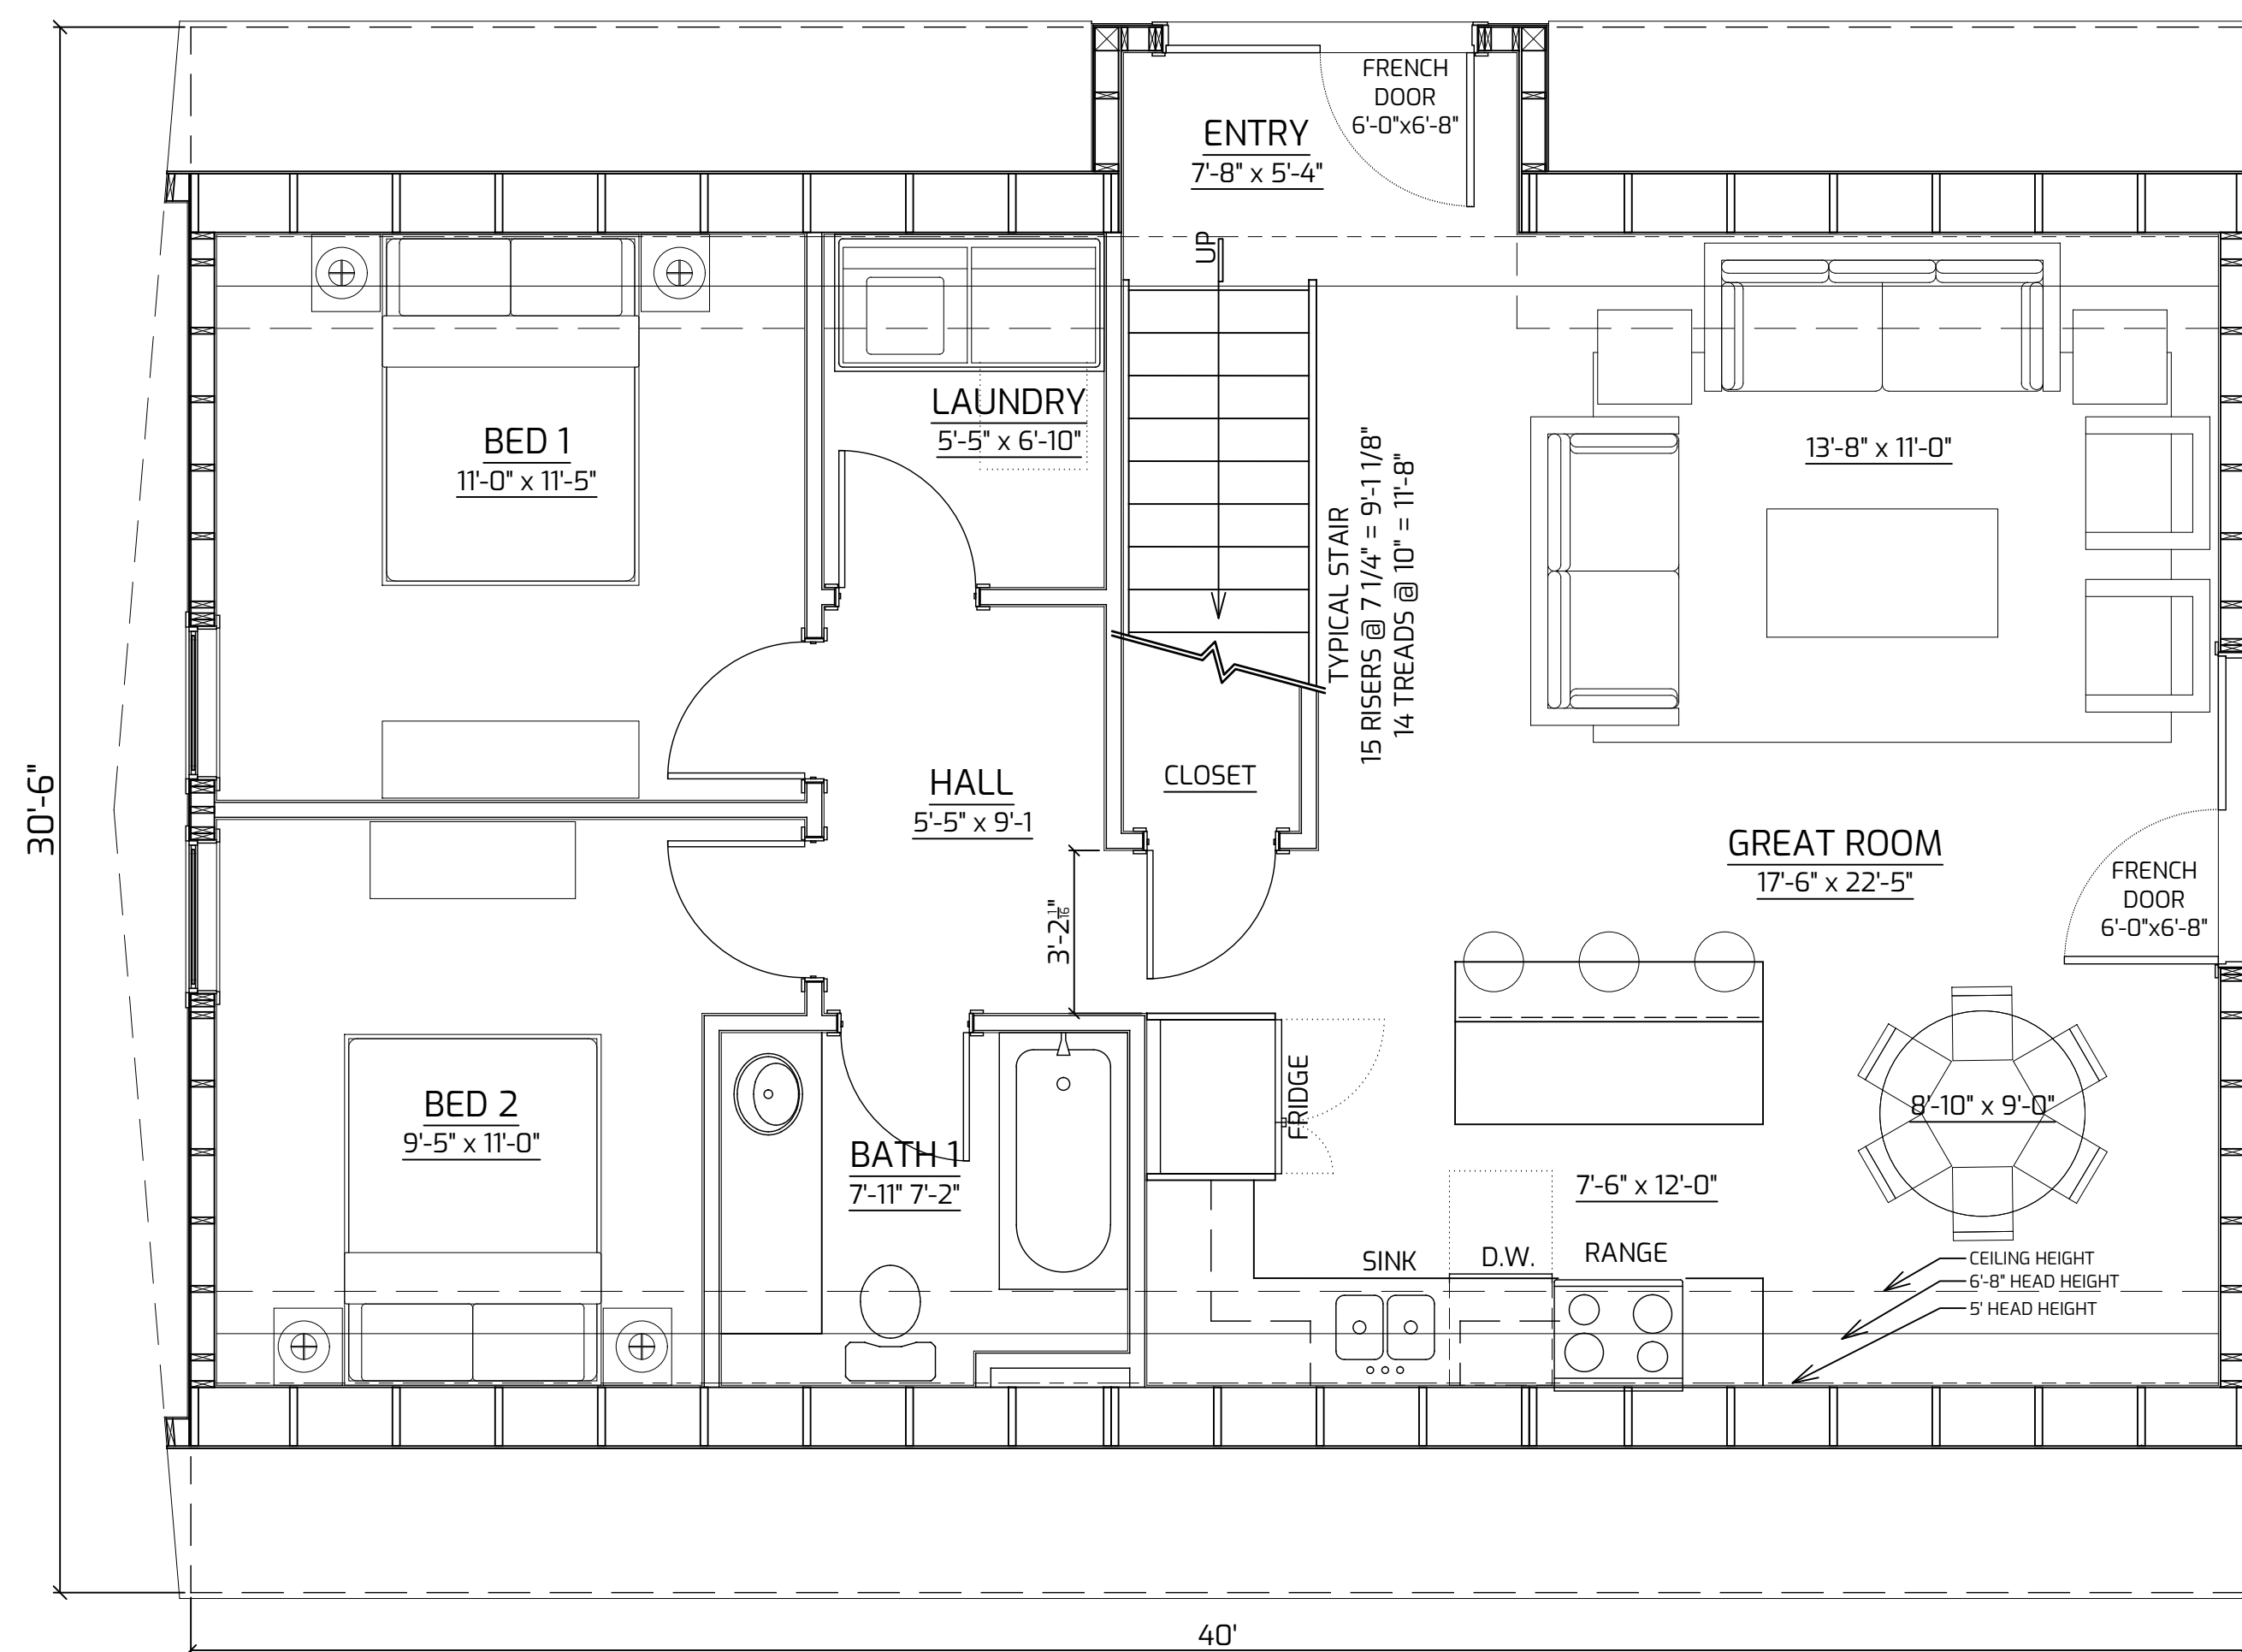 FRENCH
DOOR
6'-0"x6'-8"
ENTRY
7'-8" x 5'-4"
UP
LAUNDRY
5'-5" x 6'-10"
BED 1
11'-0" x 11'-5"
13'-8" x 11'-0"
TYPICAL STAIR
15 RISERS @ 7 1/4" = 9'-1 1/8"
14 TREADS @ 10" = 11'-8"
CLOSET
HALL
5'-5" x 9'-1
30'-6"
GREAT ROOM
17'-6" x 22'-5"
FRENCH
DOOR
6'-0"x6'-8"
3'-2 1/16"
FRIDGE
BED 2
9'-5" x 11'-0"
8'-10" x 9'-0"
BATH 1
7'-11" 7'-2"
7'-6" x 12'-0"
SINK
D.W.
RANGE
CEILING HEIGHT
6'-8" HEAD HEIGHT
5' HEAD HEIGHT
40'